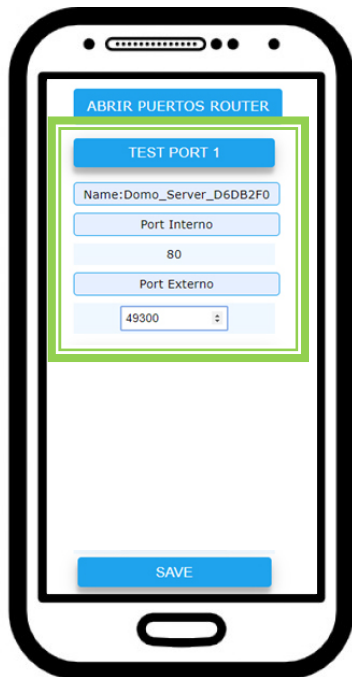 ABRIR PUERTOS ROUTER
TEST PORT 1
Name:Domo_Server_D6DB2F0
Port Interno
80
Port Externo
49300
SAVE